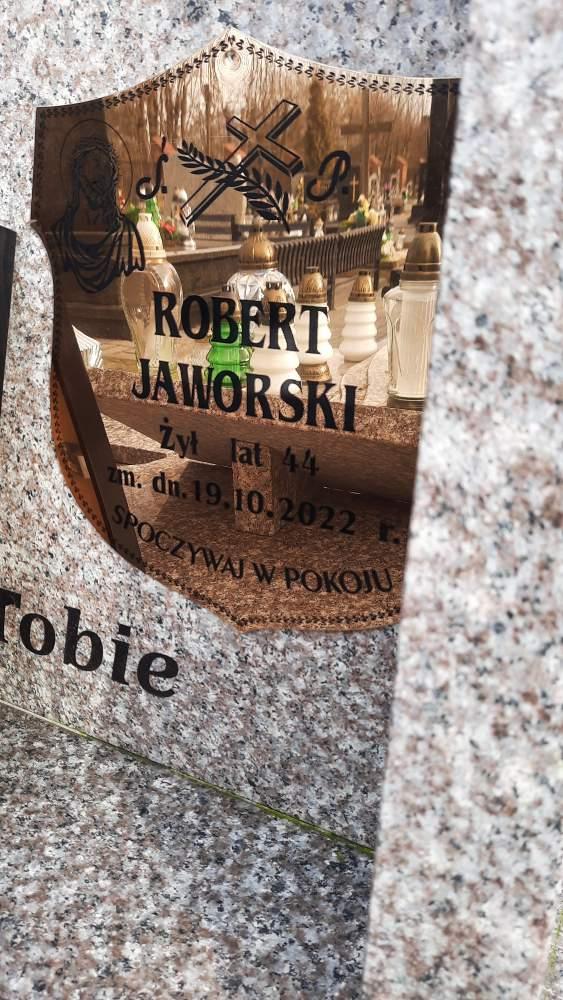 Ś. P.
ROBERT
JAWORSKI
Żył lat 44
zm. dn. 19.10.2022 r.
SPOCZYWAJ W POKOJU
Tobie